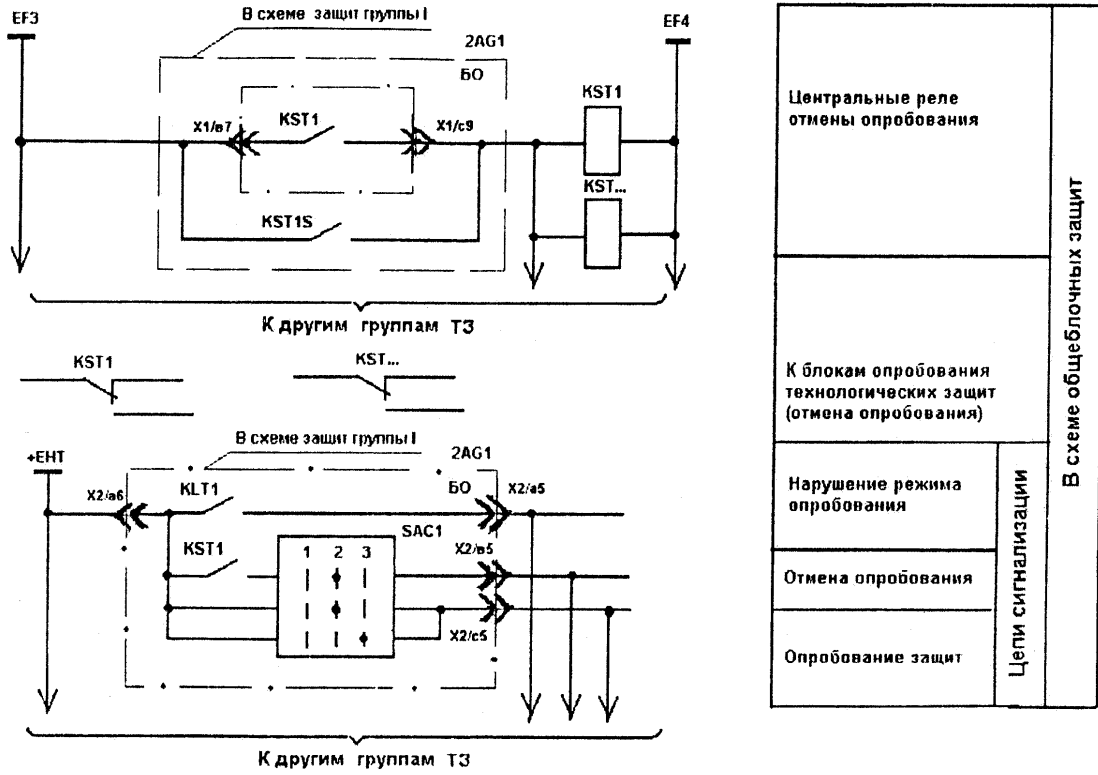 В схеме защит группы I
EF3
EF4
2AG1
БО
KST1
X1/в7
KST1
X1/с9
KST...
KST1S
К другим группам ТЗ
KST1
KST...
В схеме защит группы I
+EHT
2AG1
X2/а6
KLT1
БО
X2/а5
SAC1
KST1
1 2 3
X2/в5
X2/с5
К другим группам ТЗ
Центральные реле
отмены опробования
К блокам опробования
технологических защит
(отмена опробования)
Нарушение режима
опробования
Отмена опробования
Опробование защит
Цепи сигнализации
В схеме общеблочных защит